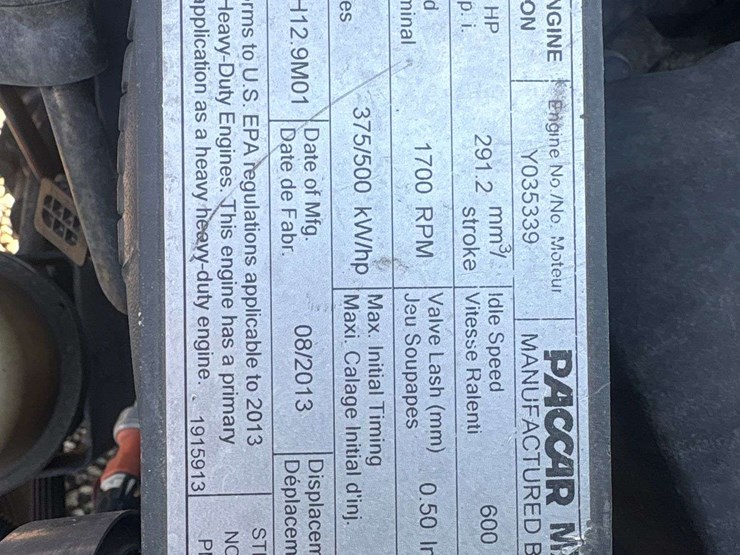 NGINE Engine No./No. Moteur PACCAR M
ON Y035339 MANUFACTURED B
HP 291.2 mm³/ Idle Speed 600
p. i. stroke Vitesse Ralenti
d 1700 RPM Valve Lash (mm) 0.50 In
minal Jeu Soupapes
es 375/500 kW/hp Max. Initial Timing
Maxi. Calage Initial d'inj.
H12.9M01 Date of Mfg. 08/2013 Displacem
Date de Fabr. Déplacem
rms to U.S. EPA regulations applicable to 2013
Heavy-Duty Engines. This engine has a primary
application as a heavy heavy-duty engine. . 1915913